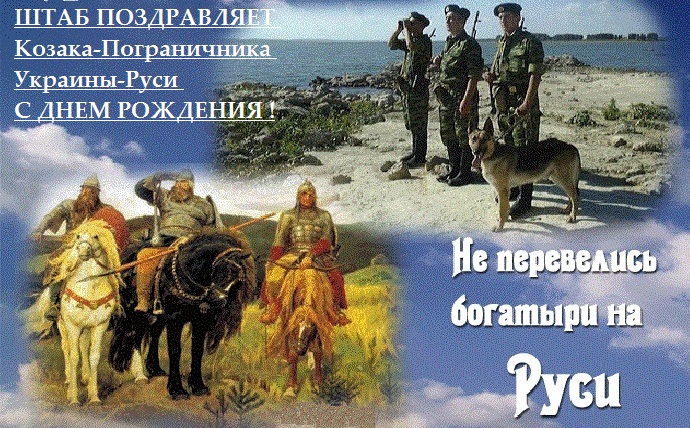 ШТАБ ПОЗДРАВЛЯЕТ
Козака-Пограничника
Украины-Руси
С ДНЕМ РОЖДЕНИЯ !
Не перевелись
богатыри на
Руси